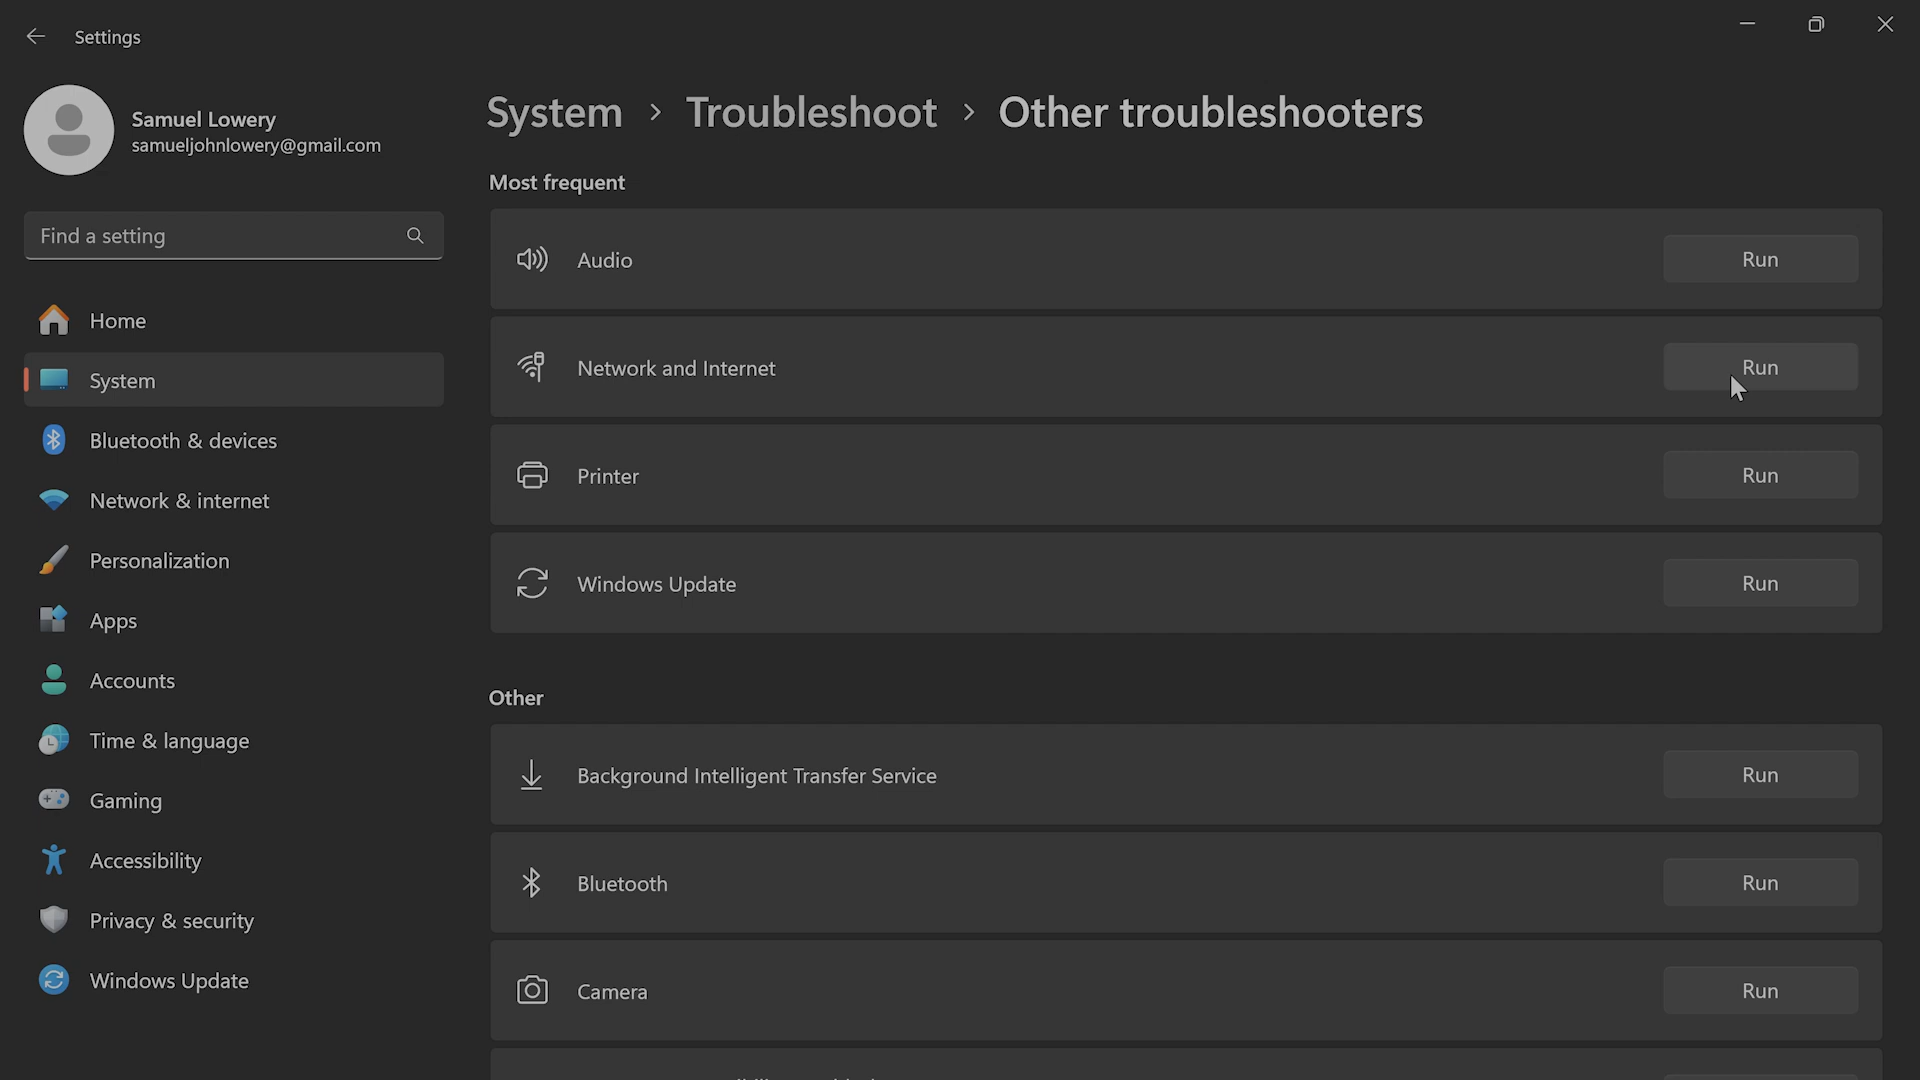 Settings
Samuel Lowery
samueljohnlowery@gmail.com
Find a setting
Home
System
Bluetooth & devices
Network & internet
Personalization
Apps
Accounts
Time & language
Gaming
Accessibility
Privacy & security
Windows Update
System > Troubleshoot > Other troubleshooters
Most frequent
Audio Run
Network and Internet Run
Printer Run
Windows Update Run
Other
Background Intelligent Transfer Service Run
Bluetooth Run
Camera Run